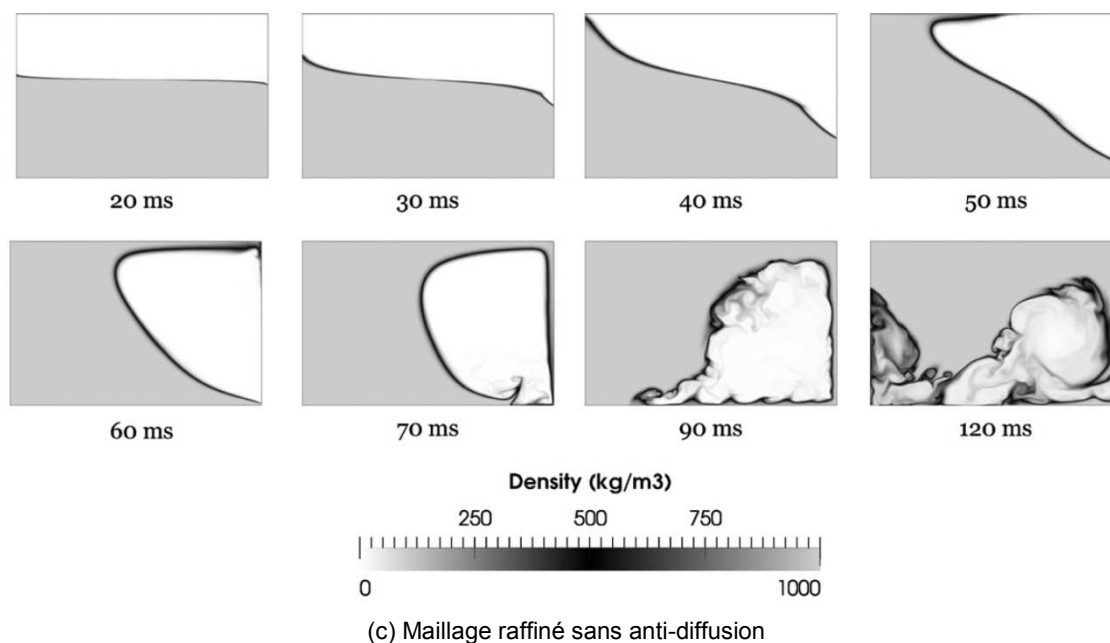 20 ms
30 ms
40 ms
50 ms
60 ms
70 ms
90 ms
120 ms
Density (kg/m3)
250 500 750
0 1000
(c) Maillage raffiné sans anti-diffusion